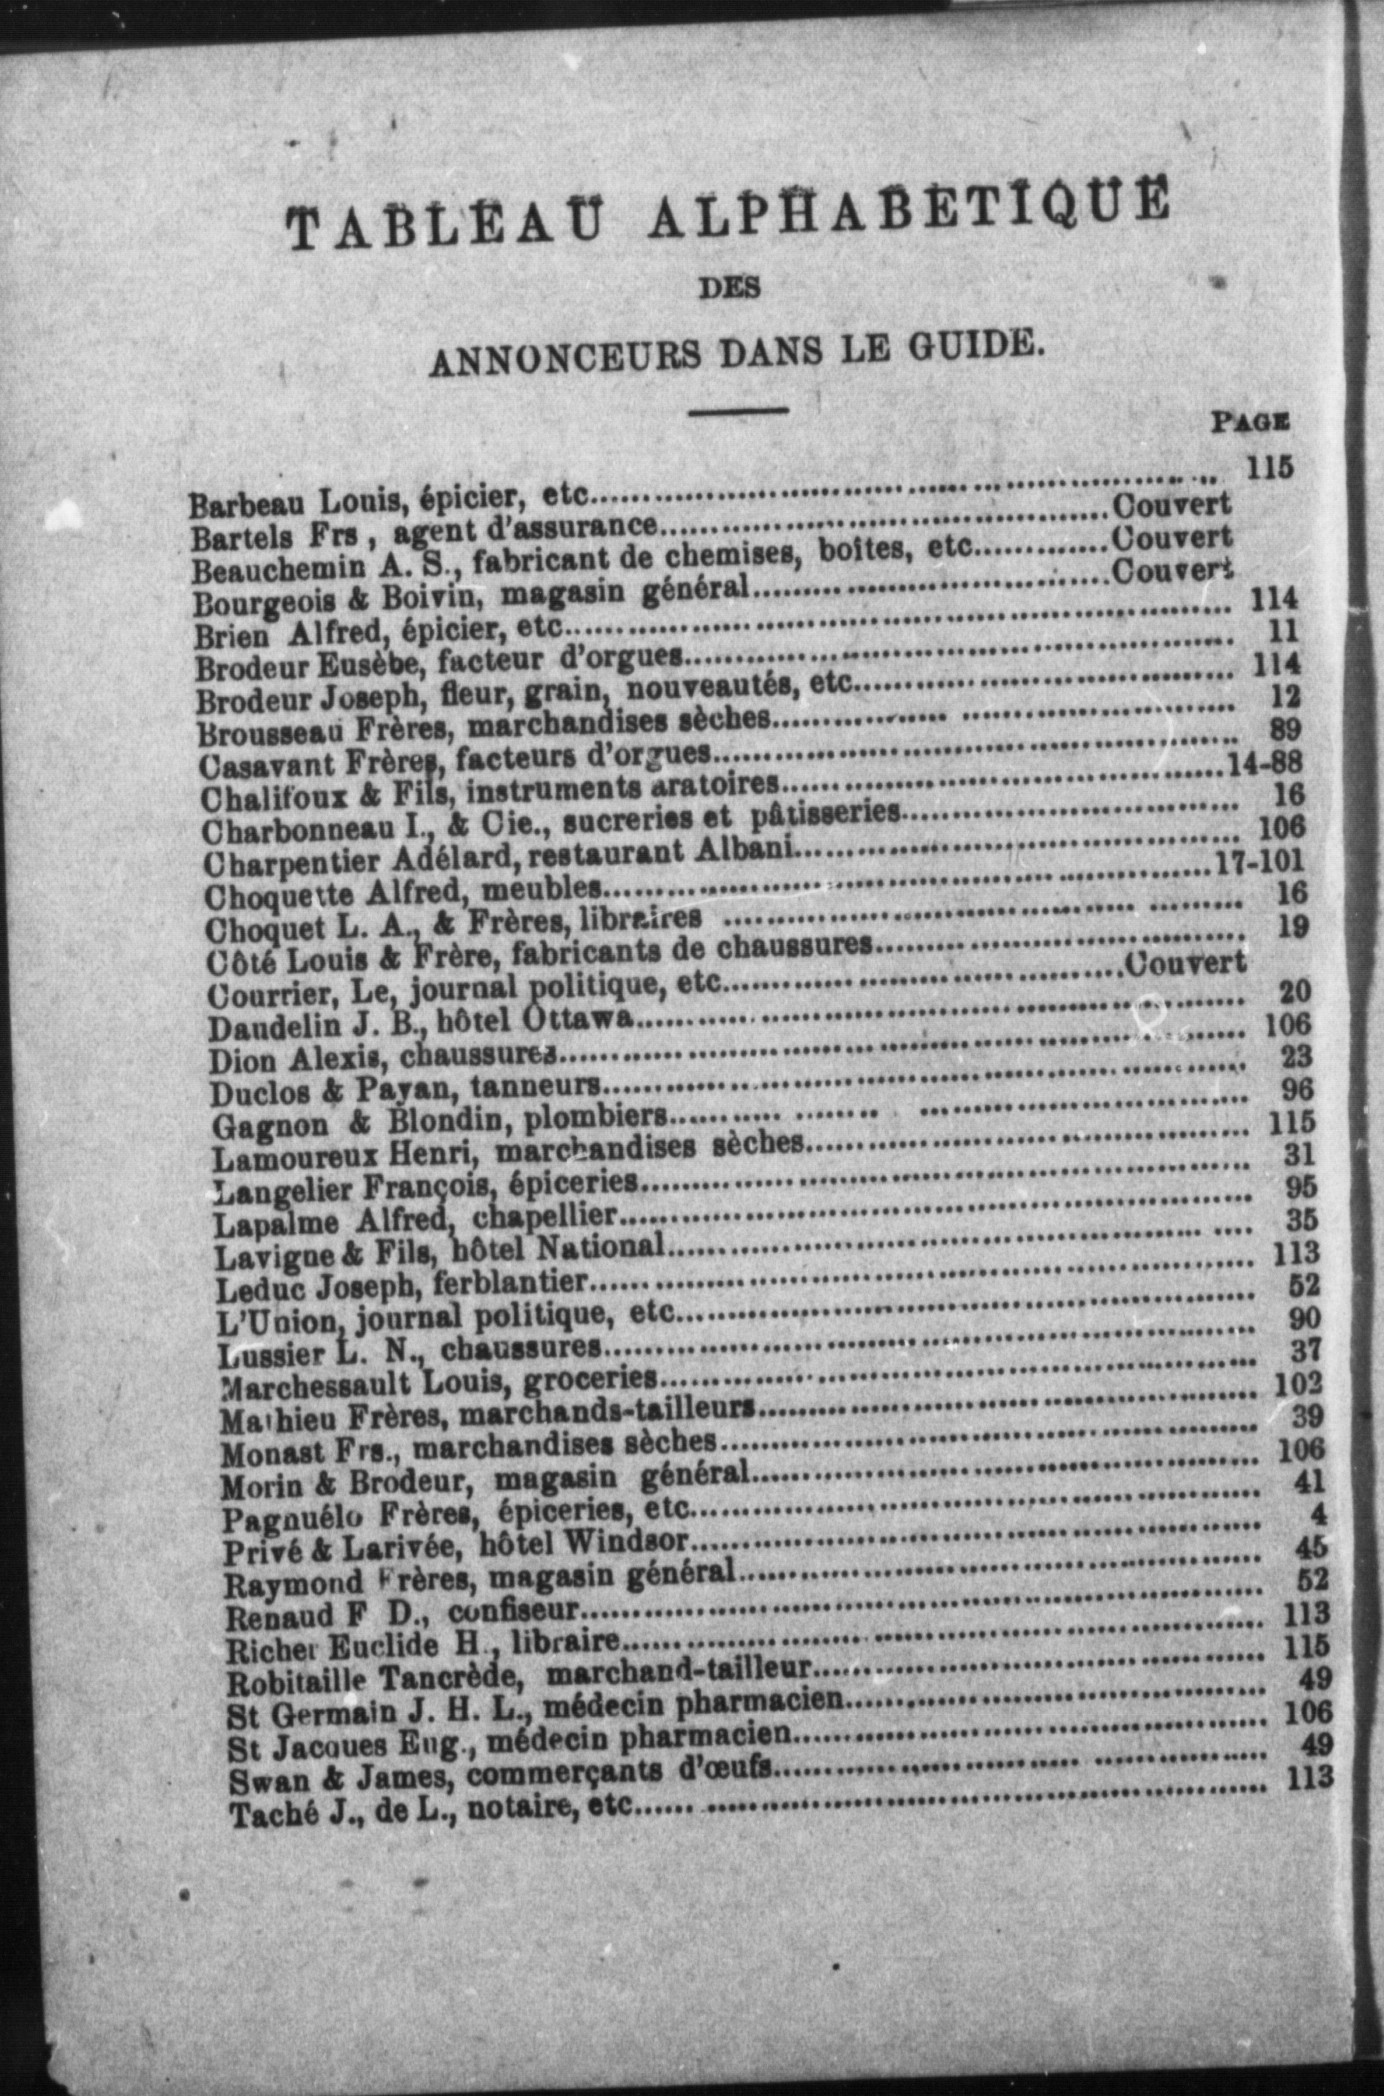 TABLEAU ALPHABETIQUE
DES
ANNONCEURS DANS LE GUIDE.
PAGE
Barbeau Louis, épicier, etc.................... 115
Bartels Frs , agent d'assurance....................Couvert
Beauchemin A. S., fabricant de chemises, boîtes, etc..............Couvert
Bourgeois & Boivin, magasin général....................Couvert
Brien Alfred, épicier, etc.................... 114
Brodeur Eusèbe, facteur d'orgues.................... 11
Brodeur Joseph, fleur, grain, nouveautés, etc.................... 114
Brousseau Frères, marchandises sèches.................... 12
Casavant Frères, facteurs d'orgues.................... 89
Chalifoux & Fils, instruments aratoires....................14-88
Charbonneau I., & Cie., sucreries et pâtisseries.................... 16
Charpentier Adélard, restaurant Albani.................... 106
Choquette Alfred, meubles....................17-101
Choquet L. A., & Frères, libraires .................... 16
Côté Louis & Frère, fabricants de chaussures.................... 19
Courrier, Le, journal politique, etc....................Couvert
Daudelin J. B., hôtel Ottawa.................... 20
Dion Alexis, chaussures.................... 106
Duclos & Payan, tanneurs.................... 23
Gagnon & Blondin, plombiers.................... 96
Lamoureux Henri, marchandises sèches.................... 115
Langelier François, épiceries.................... 31
Lapalme Alfred, chapellier.................... 95
Lavigne & Fils, hôtel National.................... 35
Leduc Joseph, ferblantier.................... 113
L'Union, journal politique, etc.................... 52
Lussier L. N., chaussures.................... 90
Marchessault Louis, groceries.................... 37
Mathieu Frères, marchands-tailleurs.................... 102
Monast Frs., marchandises sèches.................... 39
Morin & Brodeur, magasin général.................... 106
Pagnuélo Frères, épiceries, etc.................... 41
Privé & Larivée, hôtel Windsor.................... 4
Raymond Frères, magasin général.................... 45
Renaud F D., confiseur.................... 52
Richer Euclide H., libraire.................... 113
Robitaille Tancrède, marchand-tailleur.................... 115
St Germain J. H. L., médecin pharmacien.................... 49
St Jacques Eug., médecin pharmacien.................... 106
Swan & James, commerçants d'œufs.................... 49
Taché J., de L., notaire, etc.................... 113